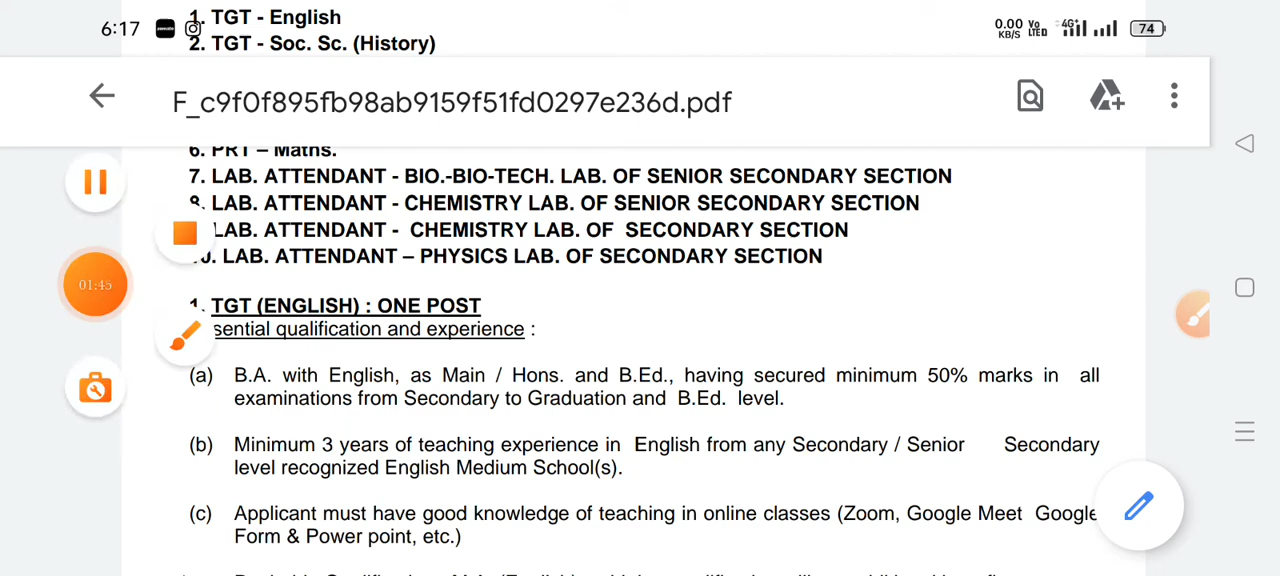 1. TGT - English
6:17
0.00 KB/S Vo LTED 4G+ 74
2. TGT - Soc. Sc. (History)
F_c9f0f895fb98ab9159f51fd0297e236d.pdf
6. PRT – Maths.
7. LAB. ATTENDANT - BIO.-BIO-TECH. LAB. OF SENIOR SECONDARY SECTION
8. LAB. ATTENDANT - CHEMISTRY LAB. OF SENIOR SECONDARY SECTION
LAB. ATTENDANT - CHEMISTRY LAB. OF SECONDARY SECTION
LAB. ATTENDANT – PHYSICS LAB. OF SECONDARY SECTION
01:45
1. TGT (ENGLISH) : ONE POST
sential qualification and experience :
(a) B.A. with English, as Main / Hons. and B.Ed., having secured minimum 50% marks in all
examinations from Secondary to Graduation and B.Ed. level.
(b) Minimum 3 years of teaching experience in English from any Secondary / Senior Secondary
level recognized English Medium School(s).
(c) Applicant must have good knowledge of teaching in online classes (Zoom, Google Meet Google
Form & Power point, etc.)